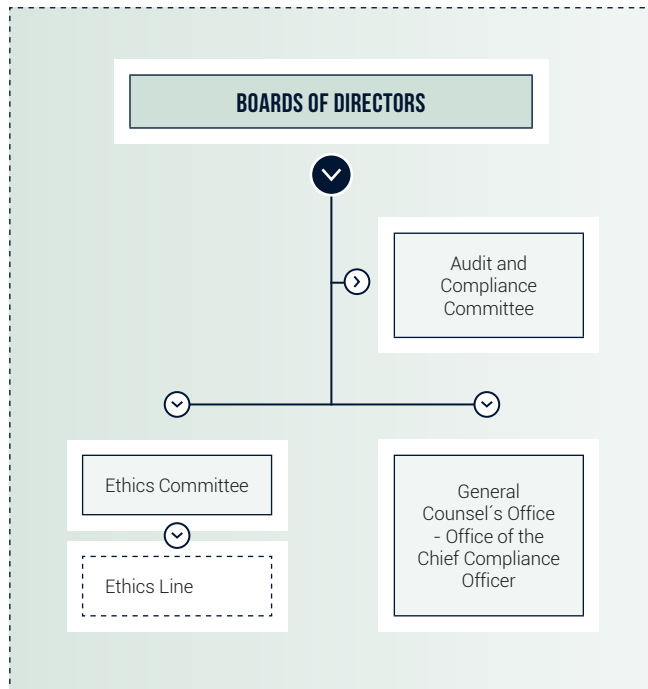 BOARDS OF DIRECTORS
Audit and
Compliance
Committee
Ethics Committee
Ethics Line
General
Counsel´s Office
- Office of the
Chief Compliance
Officer